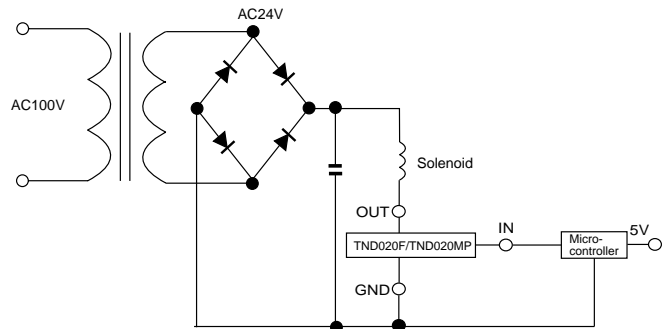 AC24V
AC100V
Solenoid
OUT
TND020F/TND020MP
IN
Micro-
controller
5V
GND